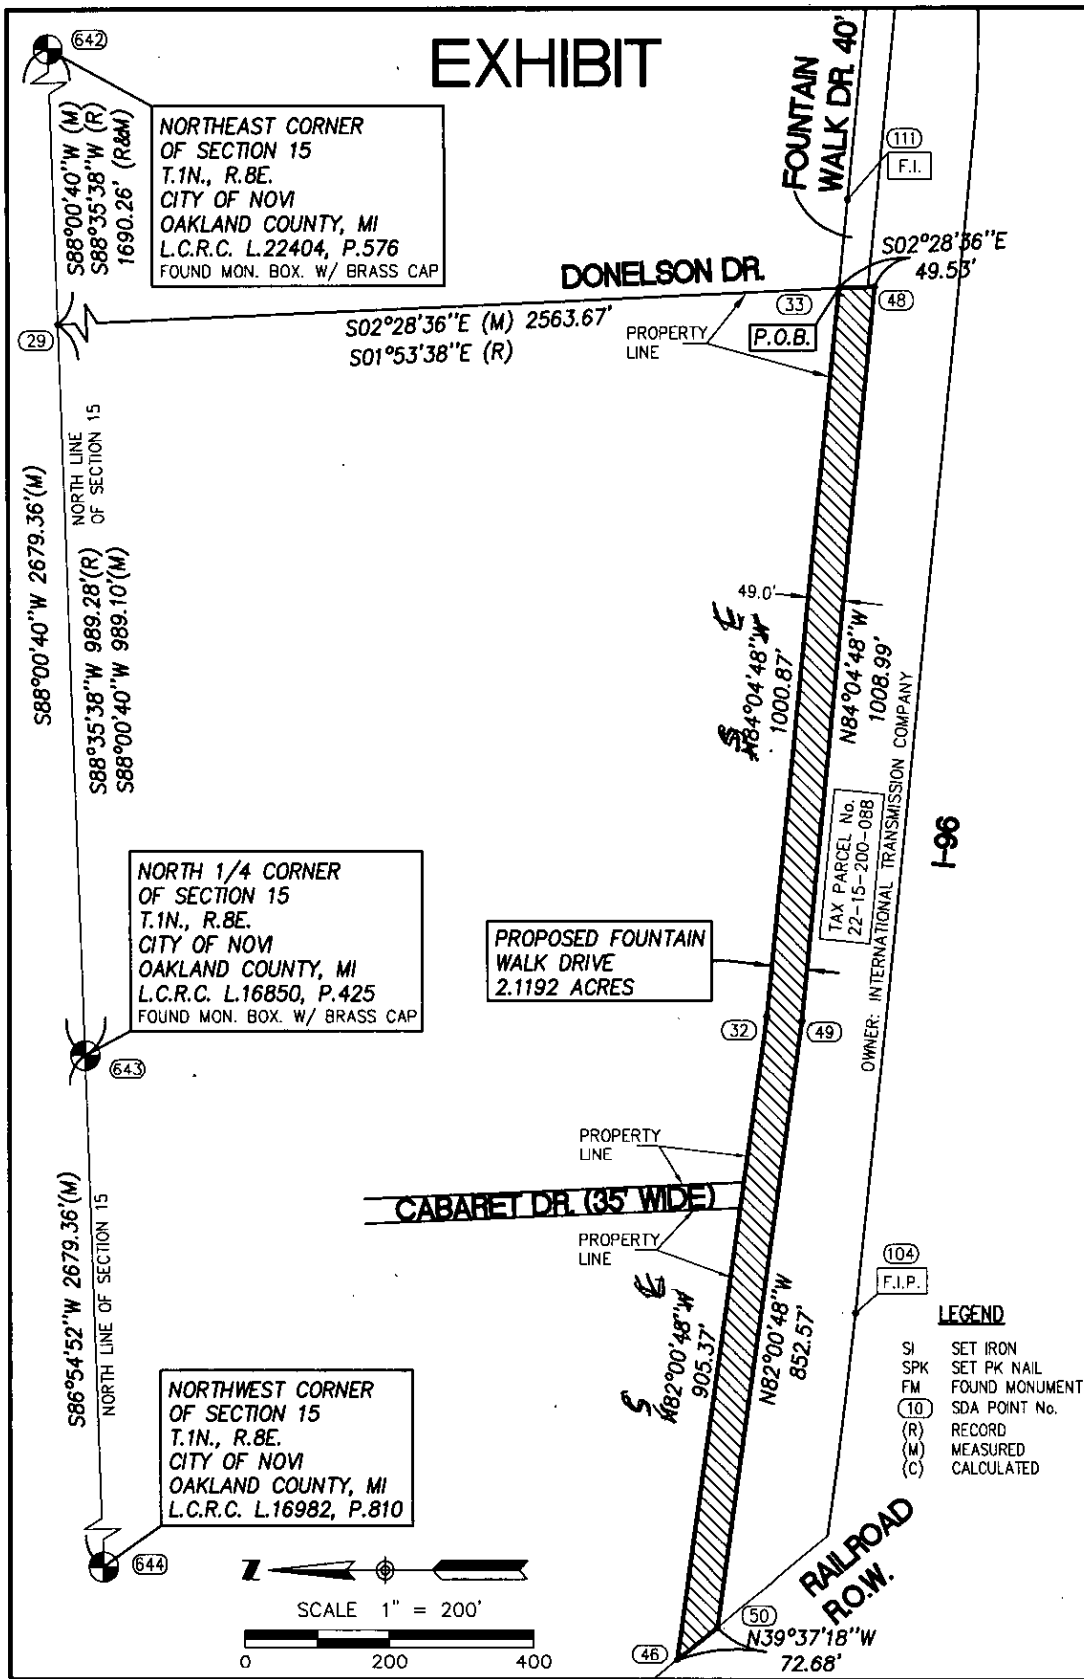 EXHIBIT
642
S88°00'40"W (M)
S88°35'38"W (R)
1690.26' (R&M)
NORTHEAST CORNER
OF SECTION 15
T.1N., R.8E.
CITY OF NOVI
OAKLAND COUNTY, MI
L.C.R.C. L.22404, P.576
FOUND MON. BOX. W/ BRASS CAP
FOUNTAIN
WALK DR. 40'
111
F.I.
S02°28'36"E
49.53'
DONELSON DR.
33
48
29
S02°28'36"E (M) 2563.67'
S01°53'38"E (R)
PROPERTY
LINE
P.O.B.
NORTH LINE
OF SECTION 15
S88°00'40"W 2679.36'(M)
S88°35'38"W 989.28'(R)
S88°00'40"W 989.10'(M)
49.0'
E
S
N84°04'48"W
1000.87'
N84°04'48"W
1008.99'
TAX PARCEL No.
22-15-200-088
OWNER: INTERNATIONAL TRANSMISSION COMPANY
I-96
NORTH 1/4 CORNER
OF SECTION 15
T.1N., R.8E.
CITY OF NOVI
OAKLAND COUNTY, MI
L.C.R.C. L.16850, P.425
FOUND MON. BOX. W/ BRASS CAP
PROPOSED FOUNTAIN
WALK DRIVE
2.1192 ACRES
32
49
643
PROPERTY
LINE
CABARET DR. (35' WIDE)
PROPERTY
LINE
S86°54'52"W 2679.36'(M)
NORTH LINE OF SECTION 15
E
S
N82°00'48"W
905.37'
N82°00'48"W
852.57'
104
F.I.P.
LEGEND
SI SET IRON
SPK SET PK NAIL
FM FOUND MONUMENT
10 SDA POINT No.
(R) RECORD
(M) MEASURED
(C) CALCULATED
NORTHWEST CORNER
OF SECTION 15
T.1N., R.8E.
CITY OF NOVI
OAKLAND COUNTY, MI
L.C.R.C. L.16982, P.810
644
RAILROAD
R.O.W.
N
SCALE 1" = 200'
0 200 400
50
46
N39°37'18"W
72.68'